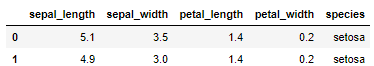 sepal_length sepal_width petal_length petal_width species
0 5.1 3.5 1.4 0.2 setosa
1 4.9 3.0 1.4 0.2 setosa